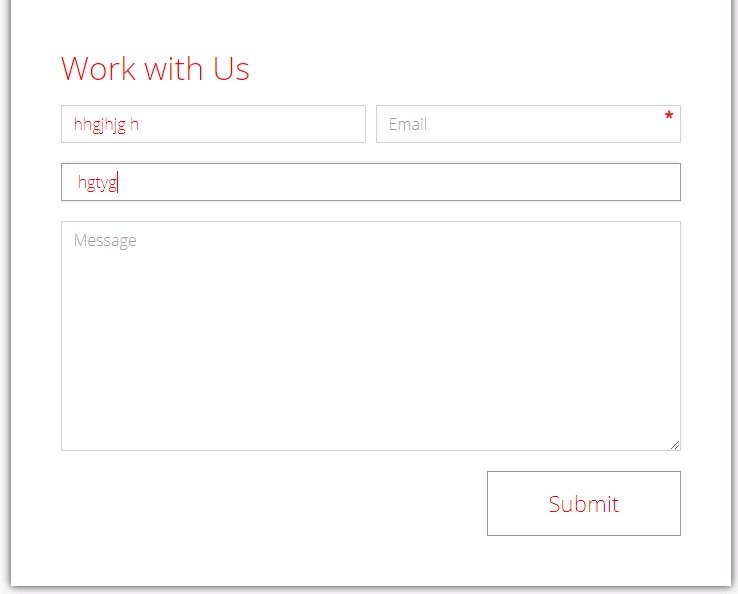 Work with Us
hhgjhjg h
Email *
hgtyg
Message
Submit